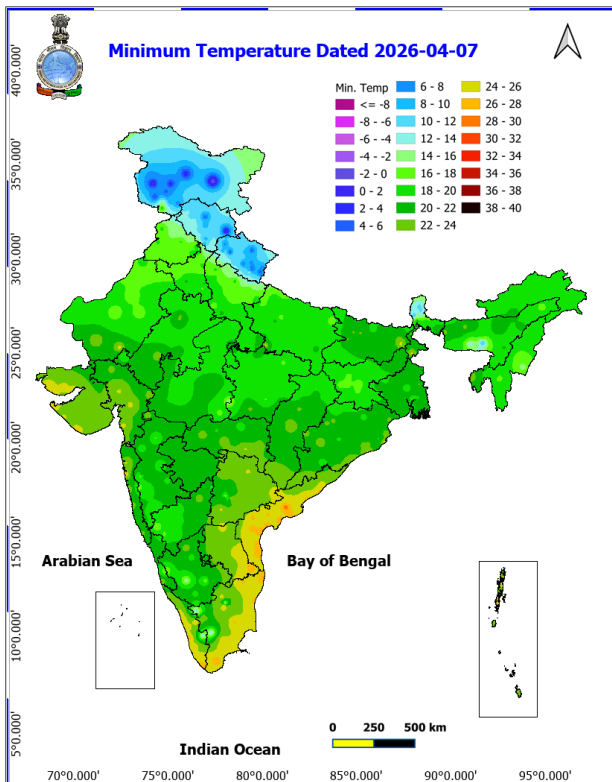 Minimum Temperature Dated 2026-04-07
Min. Temp
<= -8
-8 - -6
-6 - -4
-4 - -2
-2 - 0
0 - 2
2 - 4
4 - 6
6 - 8
8 - 10
10 - 12
12 - 14
14 - 16
16 - 18
18 - 20
20 - 22
22 - 24
24 - 26
26 - 28
28 - 30
30 - 32
32 - 34
34 - 36
36 - 38
38 - 40
40°0.000'
35°0.000'
30°0.000'
25°0.000'
20°0.000'
15°0.000'
10°0.000'
5°0.000'
Arabian Sea
Bay of Bengal
0 250 500 km
Indian Ocean
70°0.000' 75°0.000' 80°0.000' 85°0.000' 90°0.000' 95°0.000'